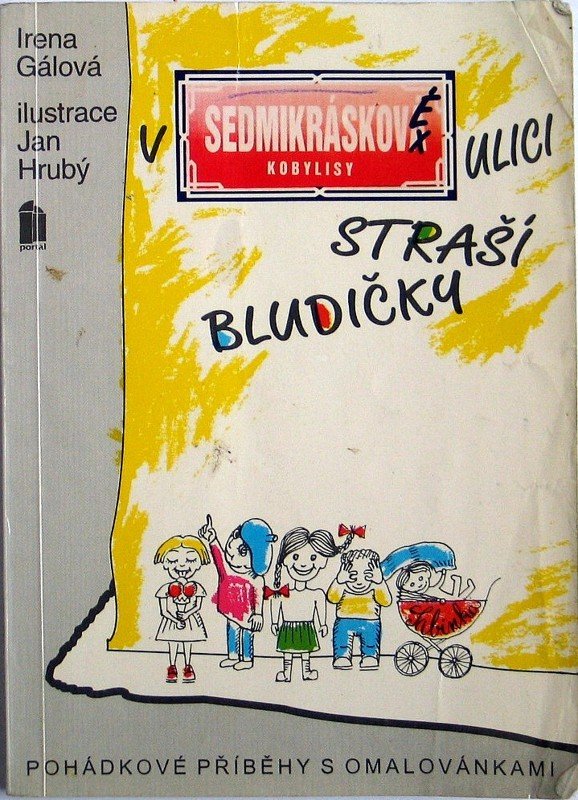 Irena
Gálová
ilustrace
Jan
Hrubý
portál
V SEDMIKRÁSKOVÉ ULICI
KOBYLISY
STRAŠÍ
BLUDIČKY
POHÁDKOVÉ PŘÍBĚHY S OMALOVÁNKAMI